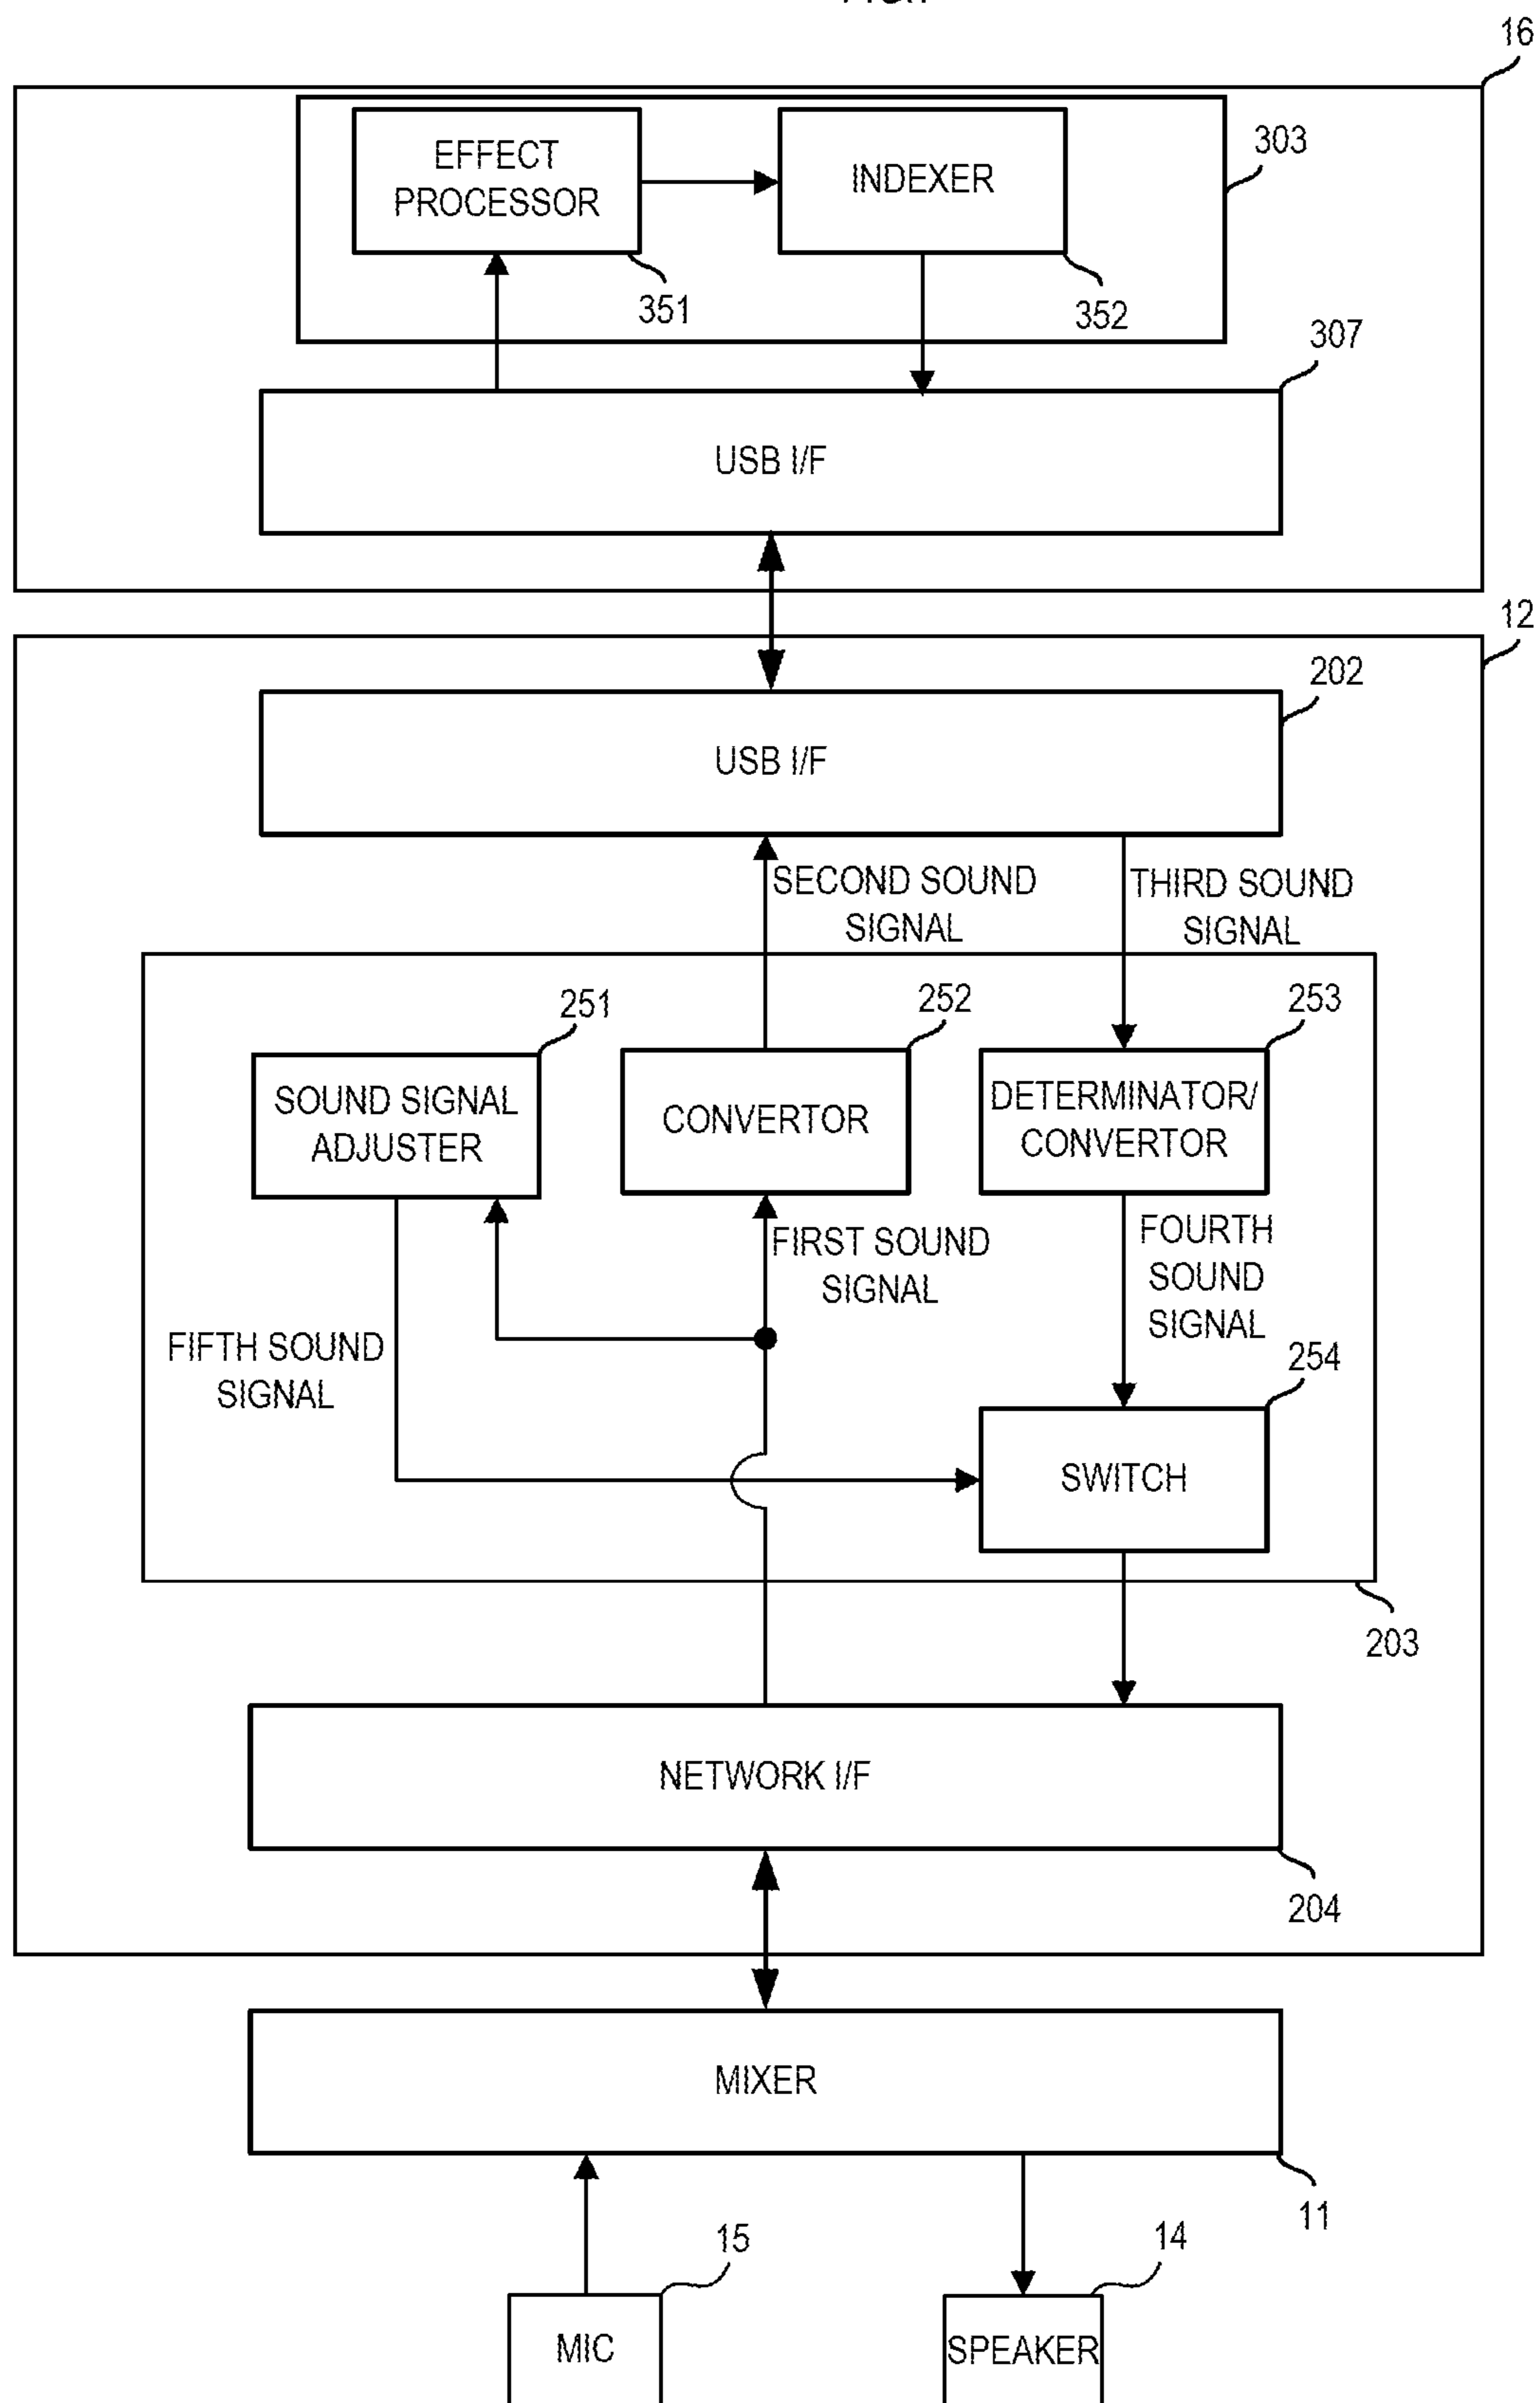 16
EFFECT
PROCESSOR
INDEXER
303
351
352
307
USB I/F
12
202
USB I/F
SECOND SOUND
SIGNAL
THIRD SOUND
SIGNAL
251
252
253
SOUND SIGNAL
ADJUSTER
CONVERTOR
DETERMINATOR/
CONVERTOR
FIRST SOUND
SIGNAL
FOURTH
SOUND
SIGNAL
FIFTH SOUND
SIGNAL
254
SWITCH
203
NETWORK I/F
204
MIXER
11
15
14
MIC
SPEAKER